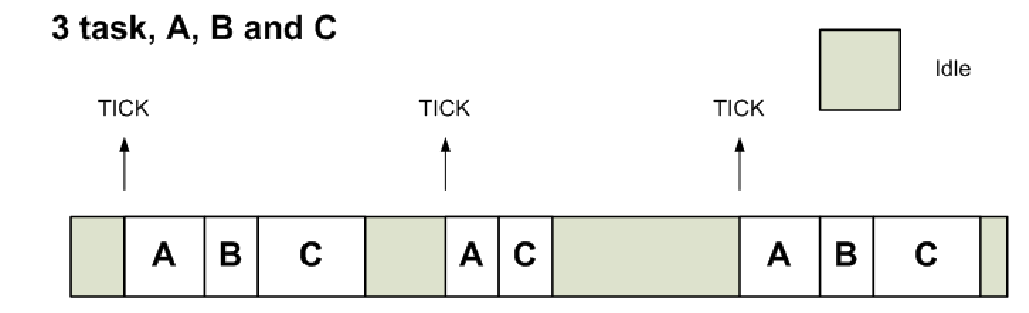 3 task, A, B and C
Idle
TICK TICK TICK
A B C A C A B C